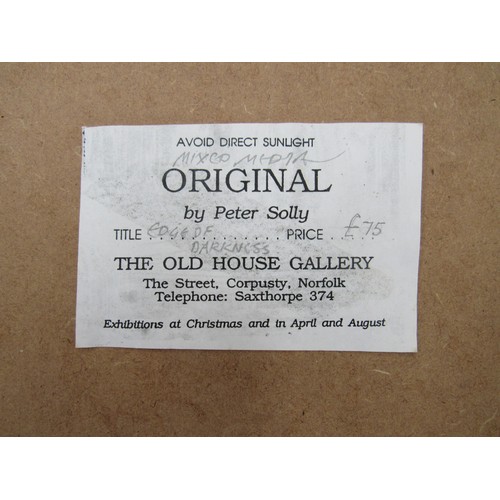 AVOID DIRECT SUNLIGHT
MIXED MEDIA
ORIGINAL
by Peter Solly
TITLE . EDGE OF . . . . . . . . . PRICE . £75 . .
DARKNESS
THE OLD HOUSE GALLERY
The Street, Corpusty, Norfolk
Telephone: Saxthorpe 374
Exhibitions at Christmas and in April and August